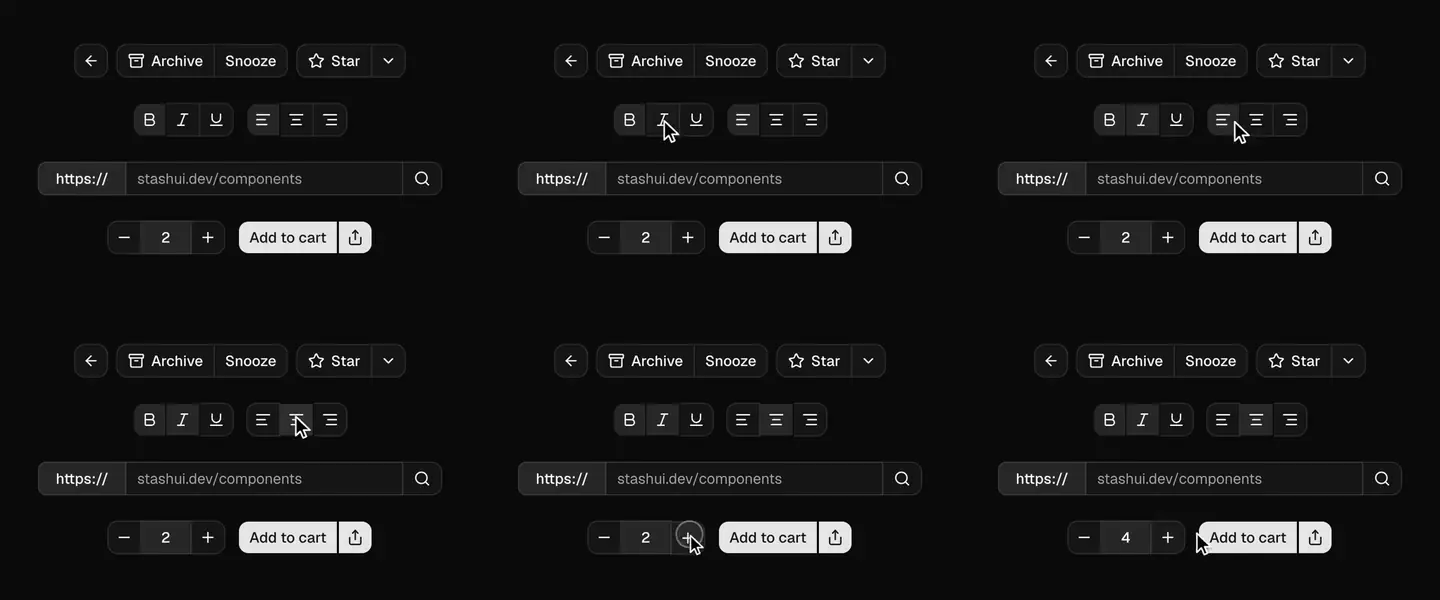 Archive Snooze Star Archive Snooze Star Archive Snooze Star
B I U B I U B I U
https:// stashui.dev/components https:// stashui.dev/components https:// stashui.dev/components
2 Add to cart 2 Add to cart 2 Add to cart
Archive Snooze Star Archive Snooze Star Archive Snooze Star
B I U B I U B I U
https:// stashui.dev/components https:// stashui.dev/components https:// stashui.dev/components
2 Add to cart 2 Add to cart 4 Add to cart